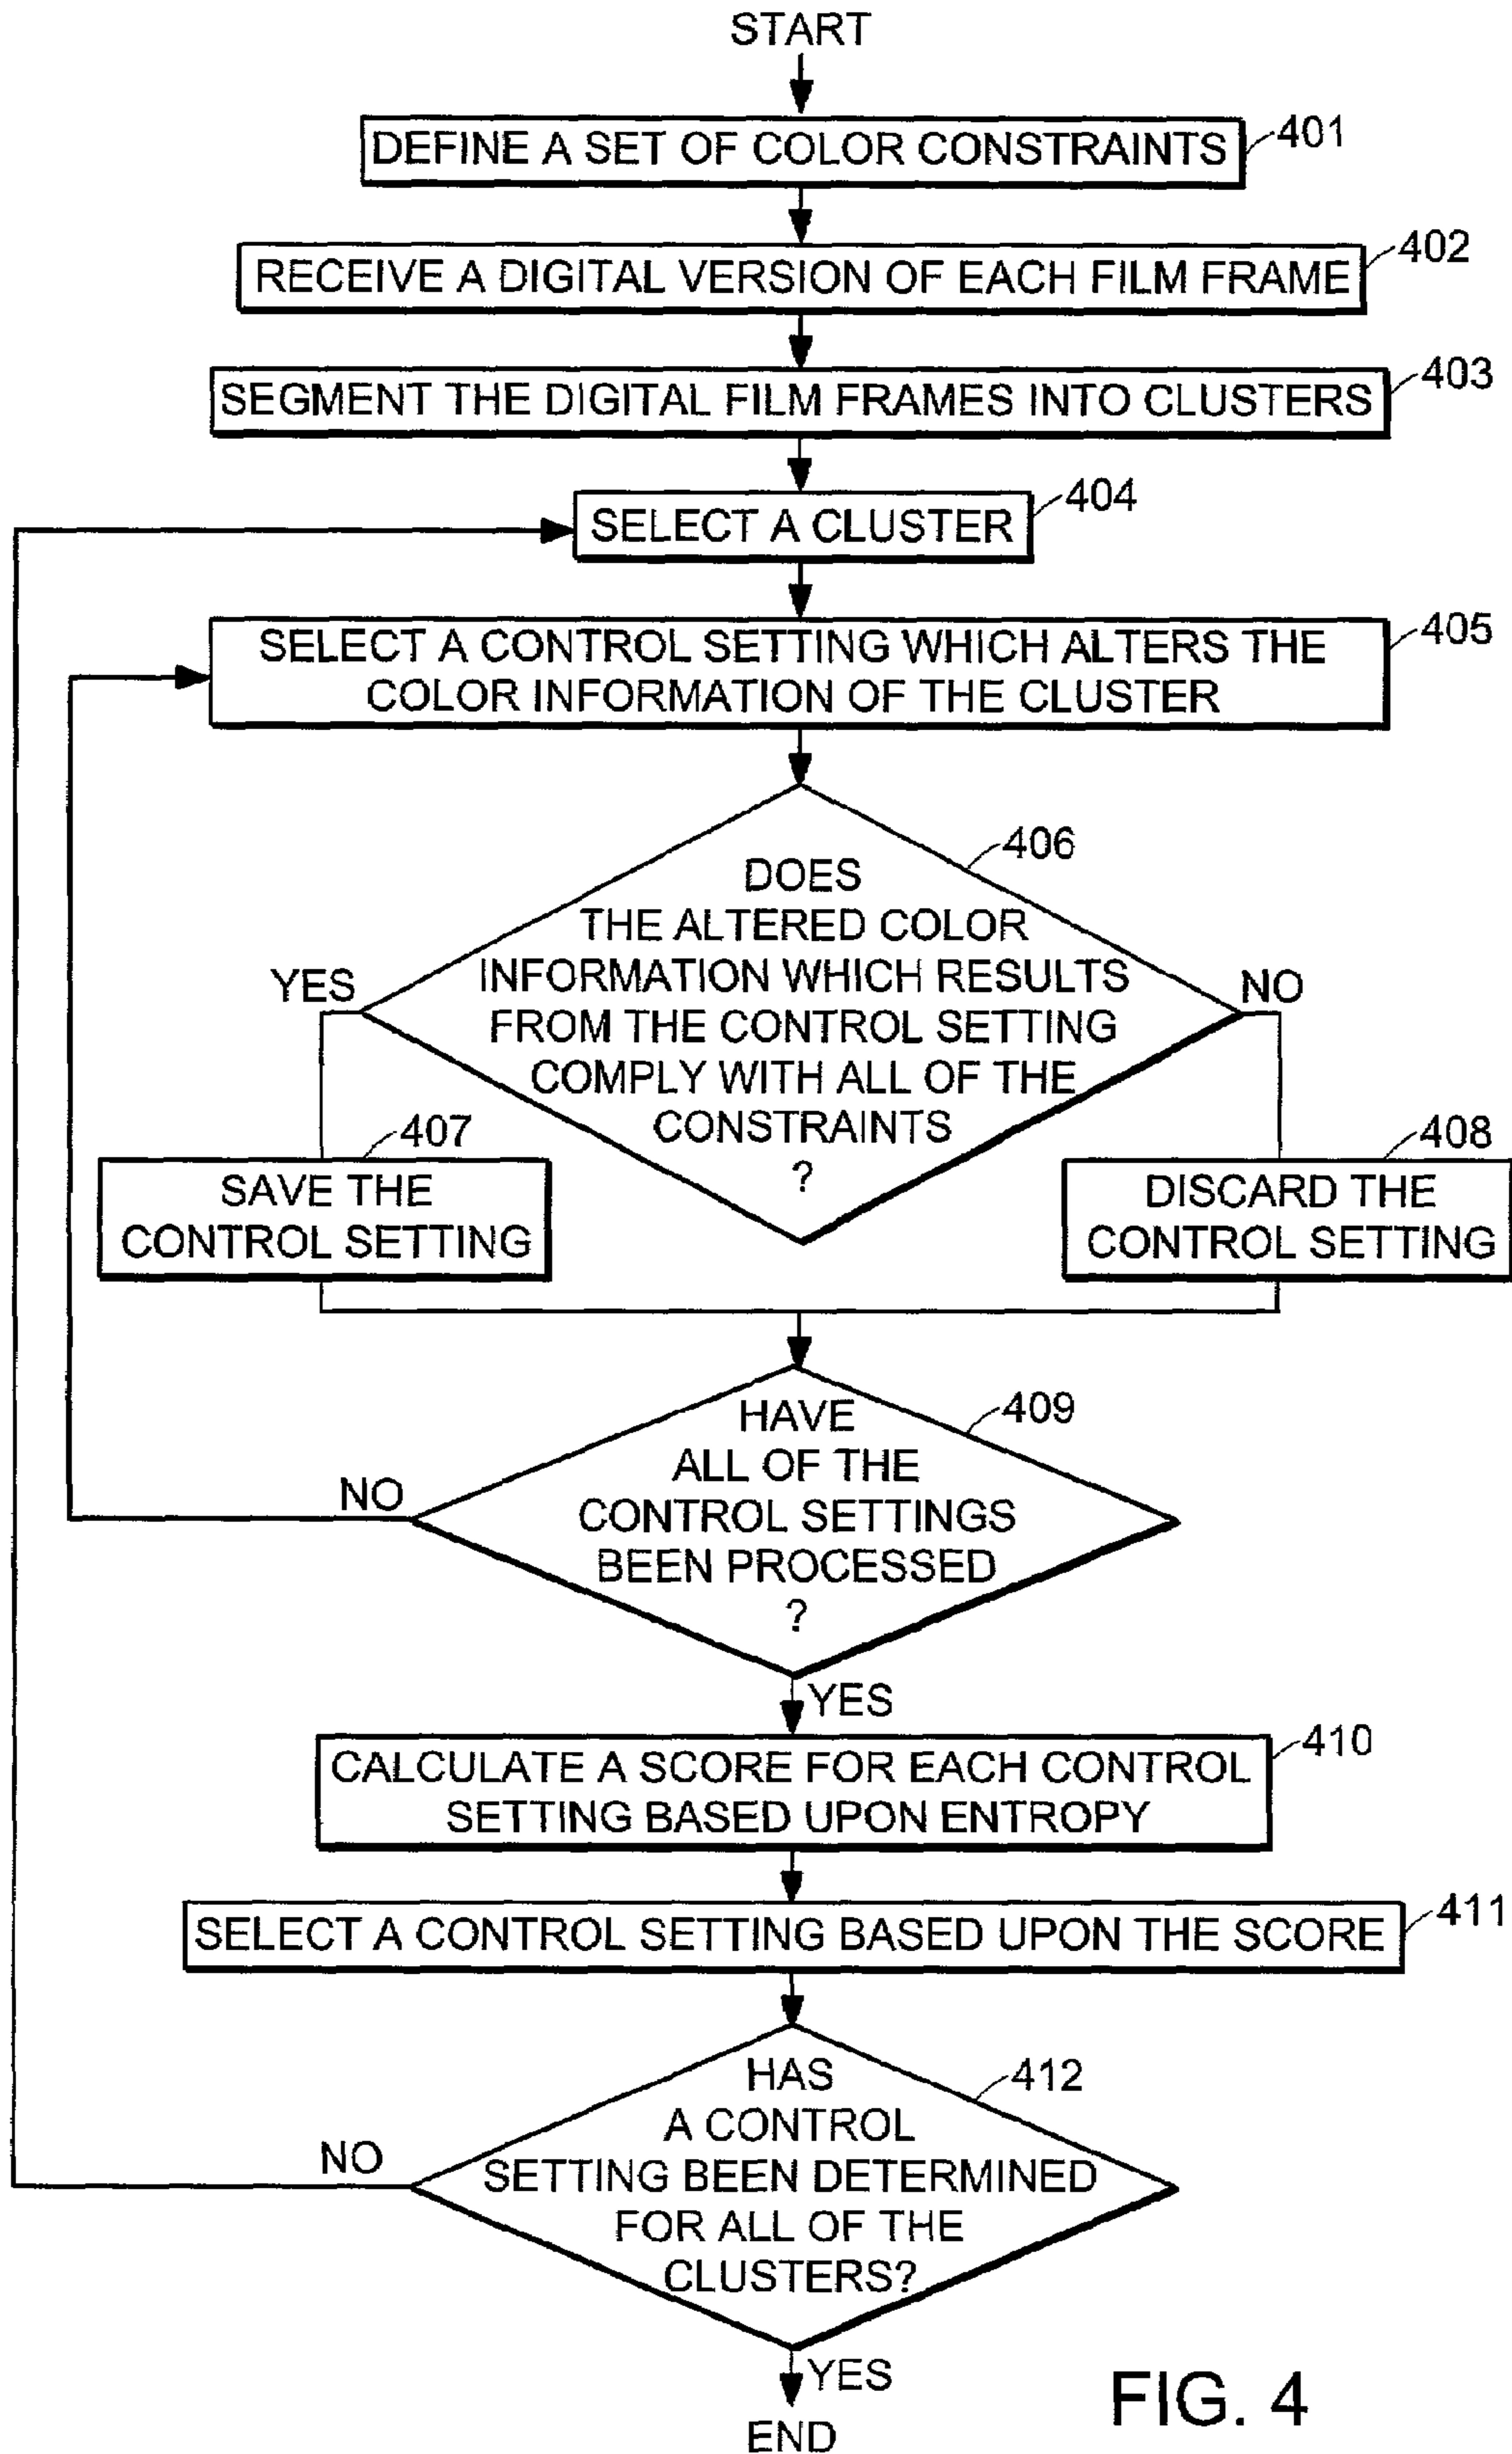 START
DEFINE A SET OF COLOR CONSTRAINTS
401
RECEIVE A DIGITAL VERSION OF EACH FILM FRAME
402
SEGMENT THE DIGITAL FILM FRAMES INTO CLUSTERS
403
SELECT A CLUSTER
404
SELECT A CONTROL SETTING WHICH ALTERS THE
COLOR INFORMATION OF THE CLUSTER
405
406
DOES
THE ALTERED COLOR
INFORMATION WHICH RESULTS
FROM THE CONTROL SETTING
COMPLY WITH ALL OF THE
CONSTRAINTS
?
YES
NO
407
SAVE THE
CONTROL SETTING
408
DISCARD THE
CONTROL SETTING
409
HAVE
ALL OF THE
CONTROL SETTINGS
BEEN PROCESSED
?
NO
YES
CALCULATE A SCORE FOR EACH CONTROL
SETTING BASED UPON ENTROPY
410
SELECT A CONTROL SETTING BASED UPON THE SCORE
411
412
HAS
A CONTROL
SETTING BEEN DETERMINED
FOR ALL OF THE
CLUSTERS?
NO
YES
END
FIG. 4